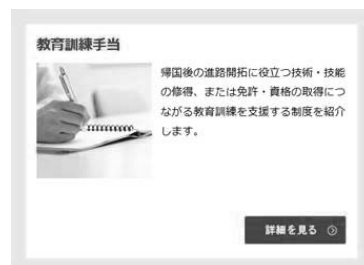 教育訓練手当
帰国後の進路開拓に役立つ技術・技能
の修得、または免許・資格の取得につ
ながる教育訓練を支援する制度を紹介
します。
詳細を見る